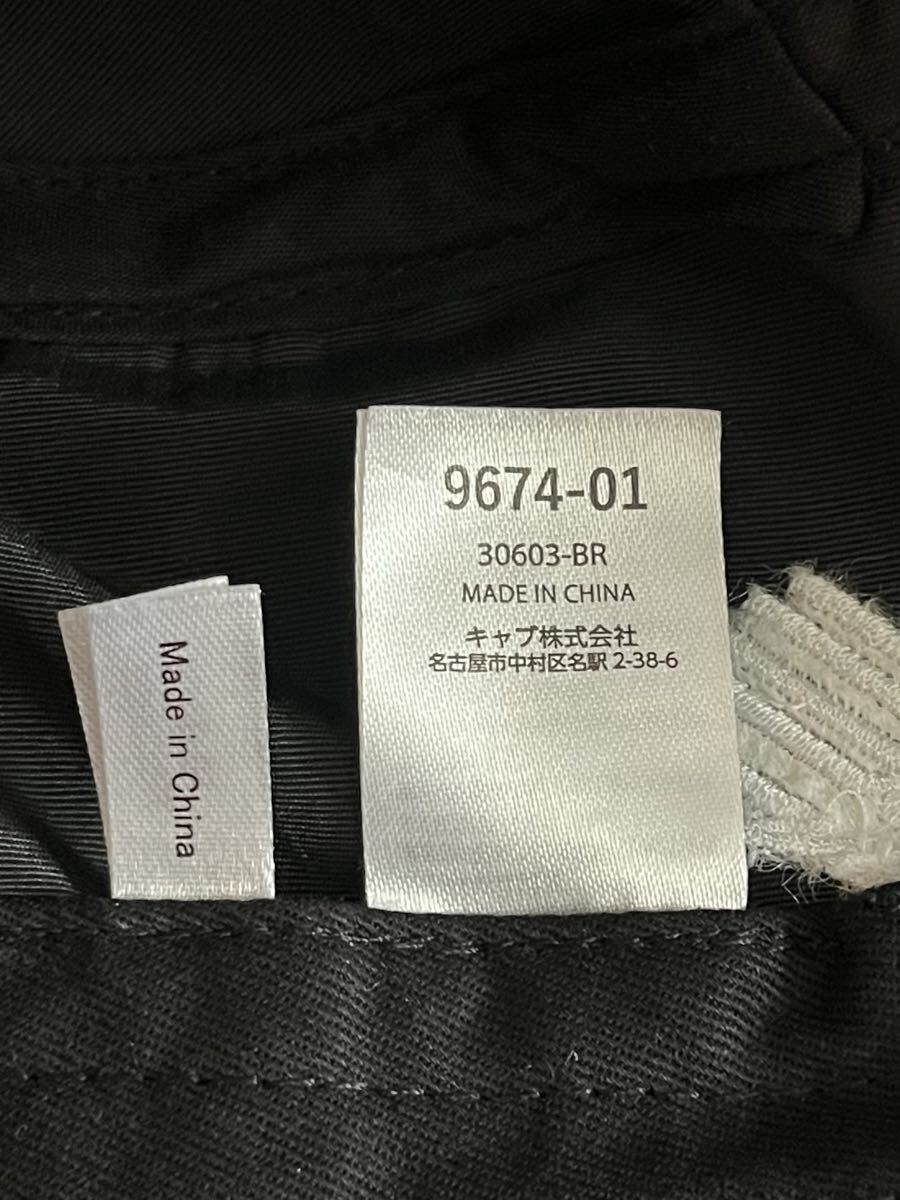 9674-01
30603-BR
MADE IN CHINA
キャブ株式会社
名古屋市中村区名駅 2-38-6
Made in China